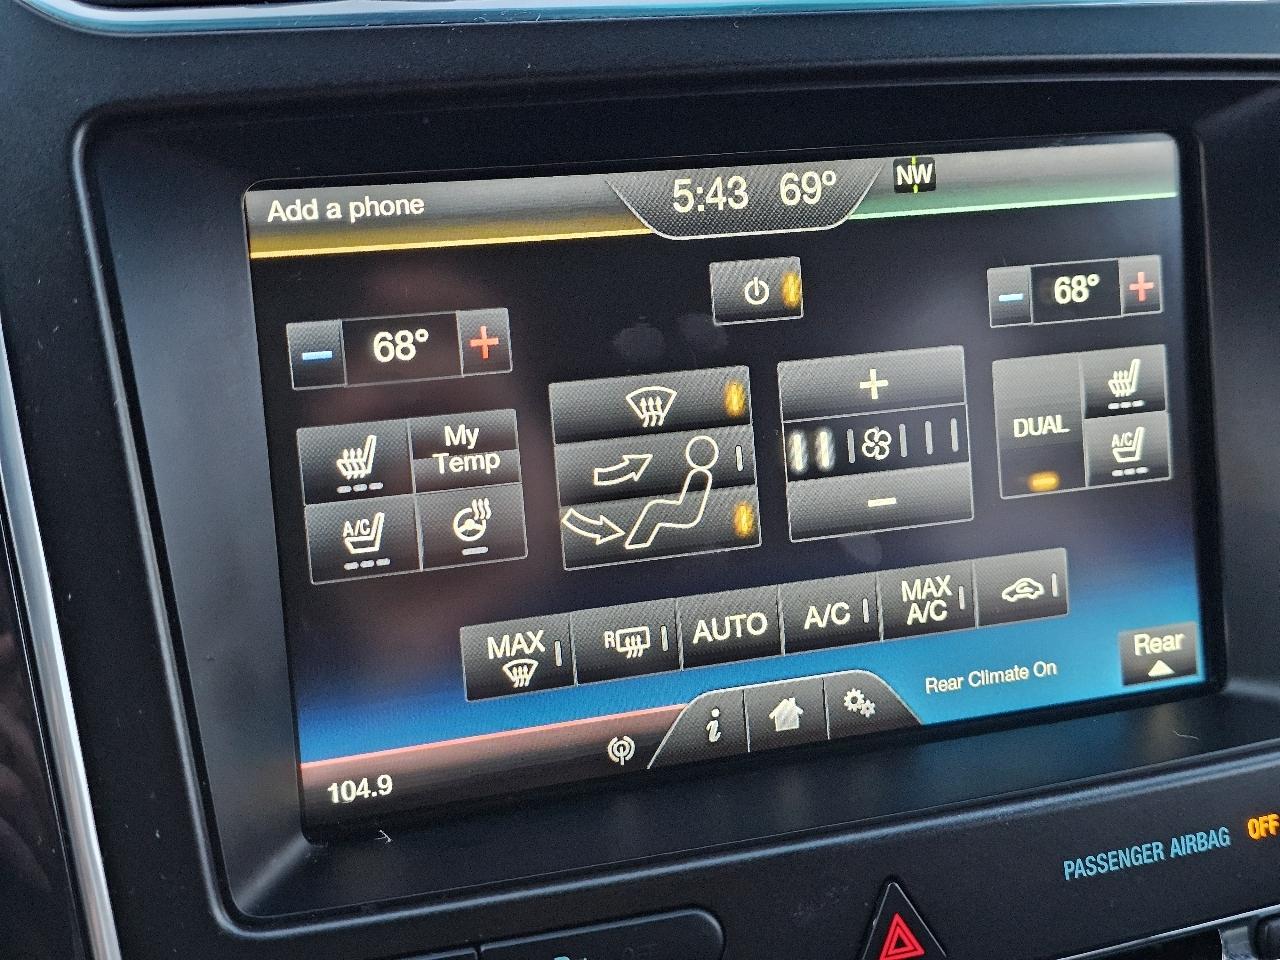 Add a phone
5:43 69°
NW
68°
68°
My
Temp
A/C
DUAL
A/C
MAX
R
AUTO
A/C
MAX
A/C
Rear Climate On
Rear
i
104.9
PASSENGER AIRBAG OFF